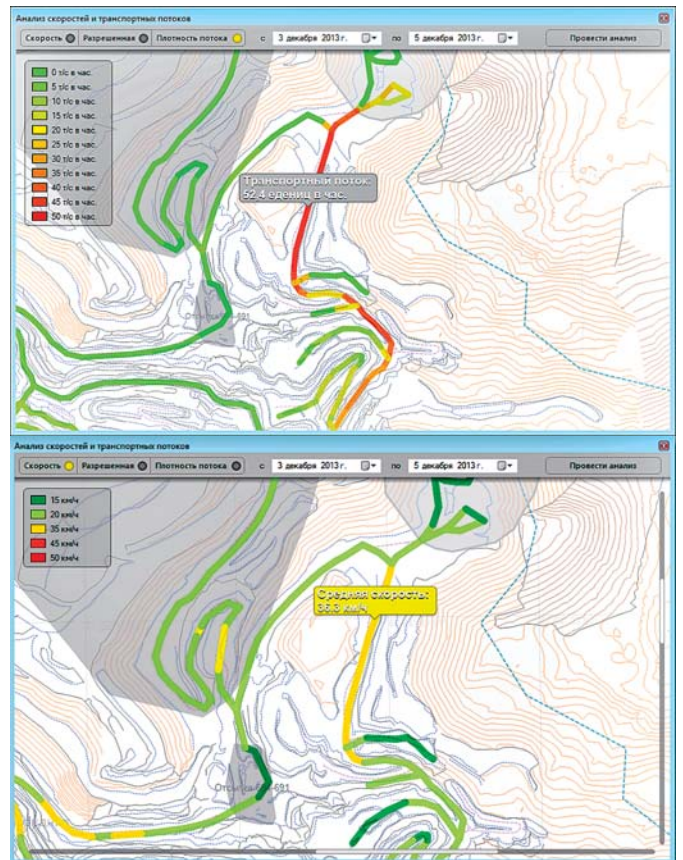 Анализ скоростей и транспортных потоков
Скорость Разрешенная Плотность потока с 3 декабря 2013 г. по 5 декабря 2013 г. Провести анализ
0 т/с в час.
5 т/с в час.
10 т/с в час.
15 т/с в час.
20 т/с в час.
25 т/с в час.
30 т/с в час.
35 т/с в час.
40 т/с в час.
45 т/с в час.
50 т/с в час.
Транспортный поток:
52,4 едениц в час.
Анализ скоростей и транспортных потоков
Скорость Разрешенная Плотность потока с 3 декабря 2013 г. по 5 декабря 2013 г. Провести анализ
15 км/ч
20 км/ч
35 км/ч
45 км/ч
50 км/ч
Средняя скорость:
36,3 км/ч